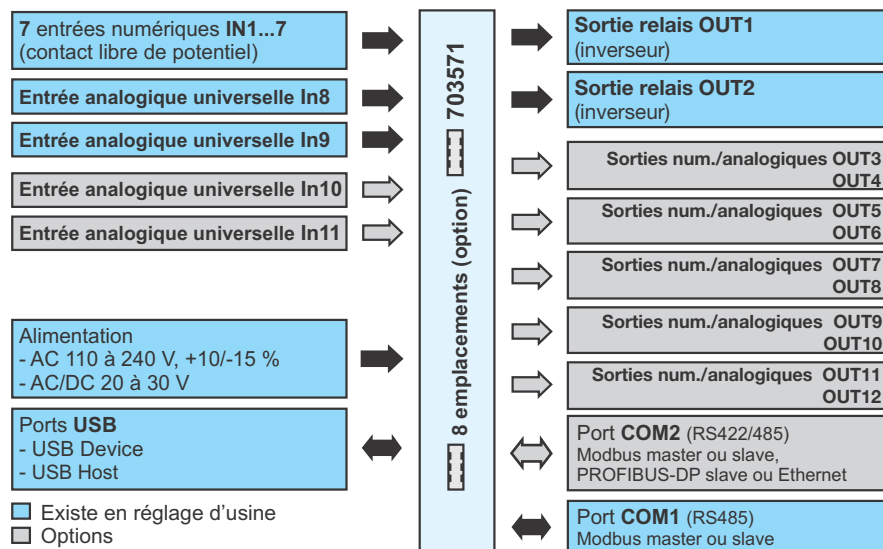 7 entrées numériques IN1...7
(contact libre de potentiel)
Entrée analogique universelle In8
Entrée analogique universelle In9
Entrée analogique universelle In10
Entrée analogique universelle In11
Alimentation
- AC 110 à 240 V, +10/-15 %
- AC/DC 20 à 30 V
Ports USB
- USB Device
- USB Host
Existe en réglage d'usine
Options
703571
8 emplacements (option)
Sortie relais OUT1
(inverseur)
Sortie relais OUT2
(inverseur)
Sorties num./analogiques OUT3
OUT4
Sorties num./analogiques OUT5
OUT6
Sorties num./analogiques OUT7
OUT8
Sorties num./analogiques OUT9
OUT10
Sorties num./analogiques OUT11
OUT12
Port COM2 (RS422/485)
Modbus master ou slave,
PROFIBUS-DP slave ou Ethernet
Port COM1 (RS485)
Modbus master ou slave